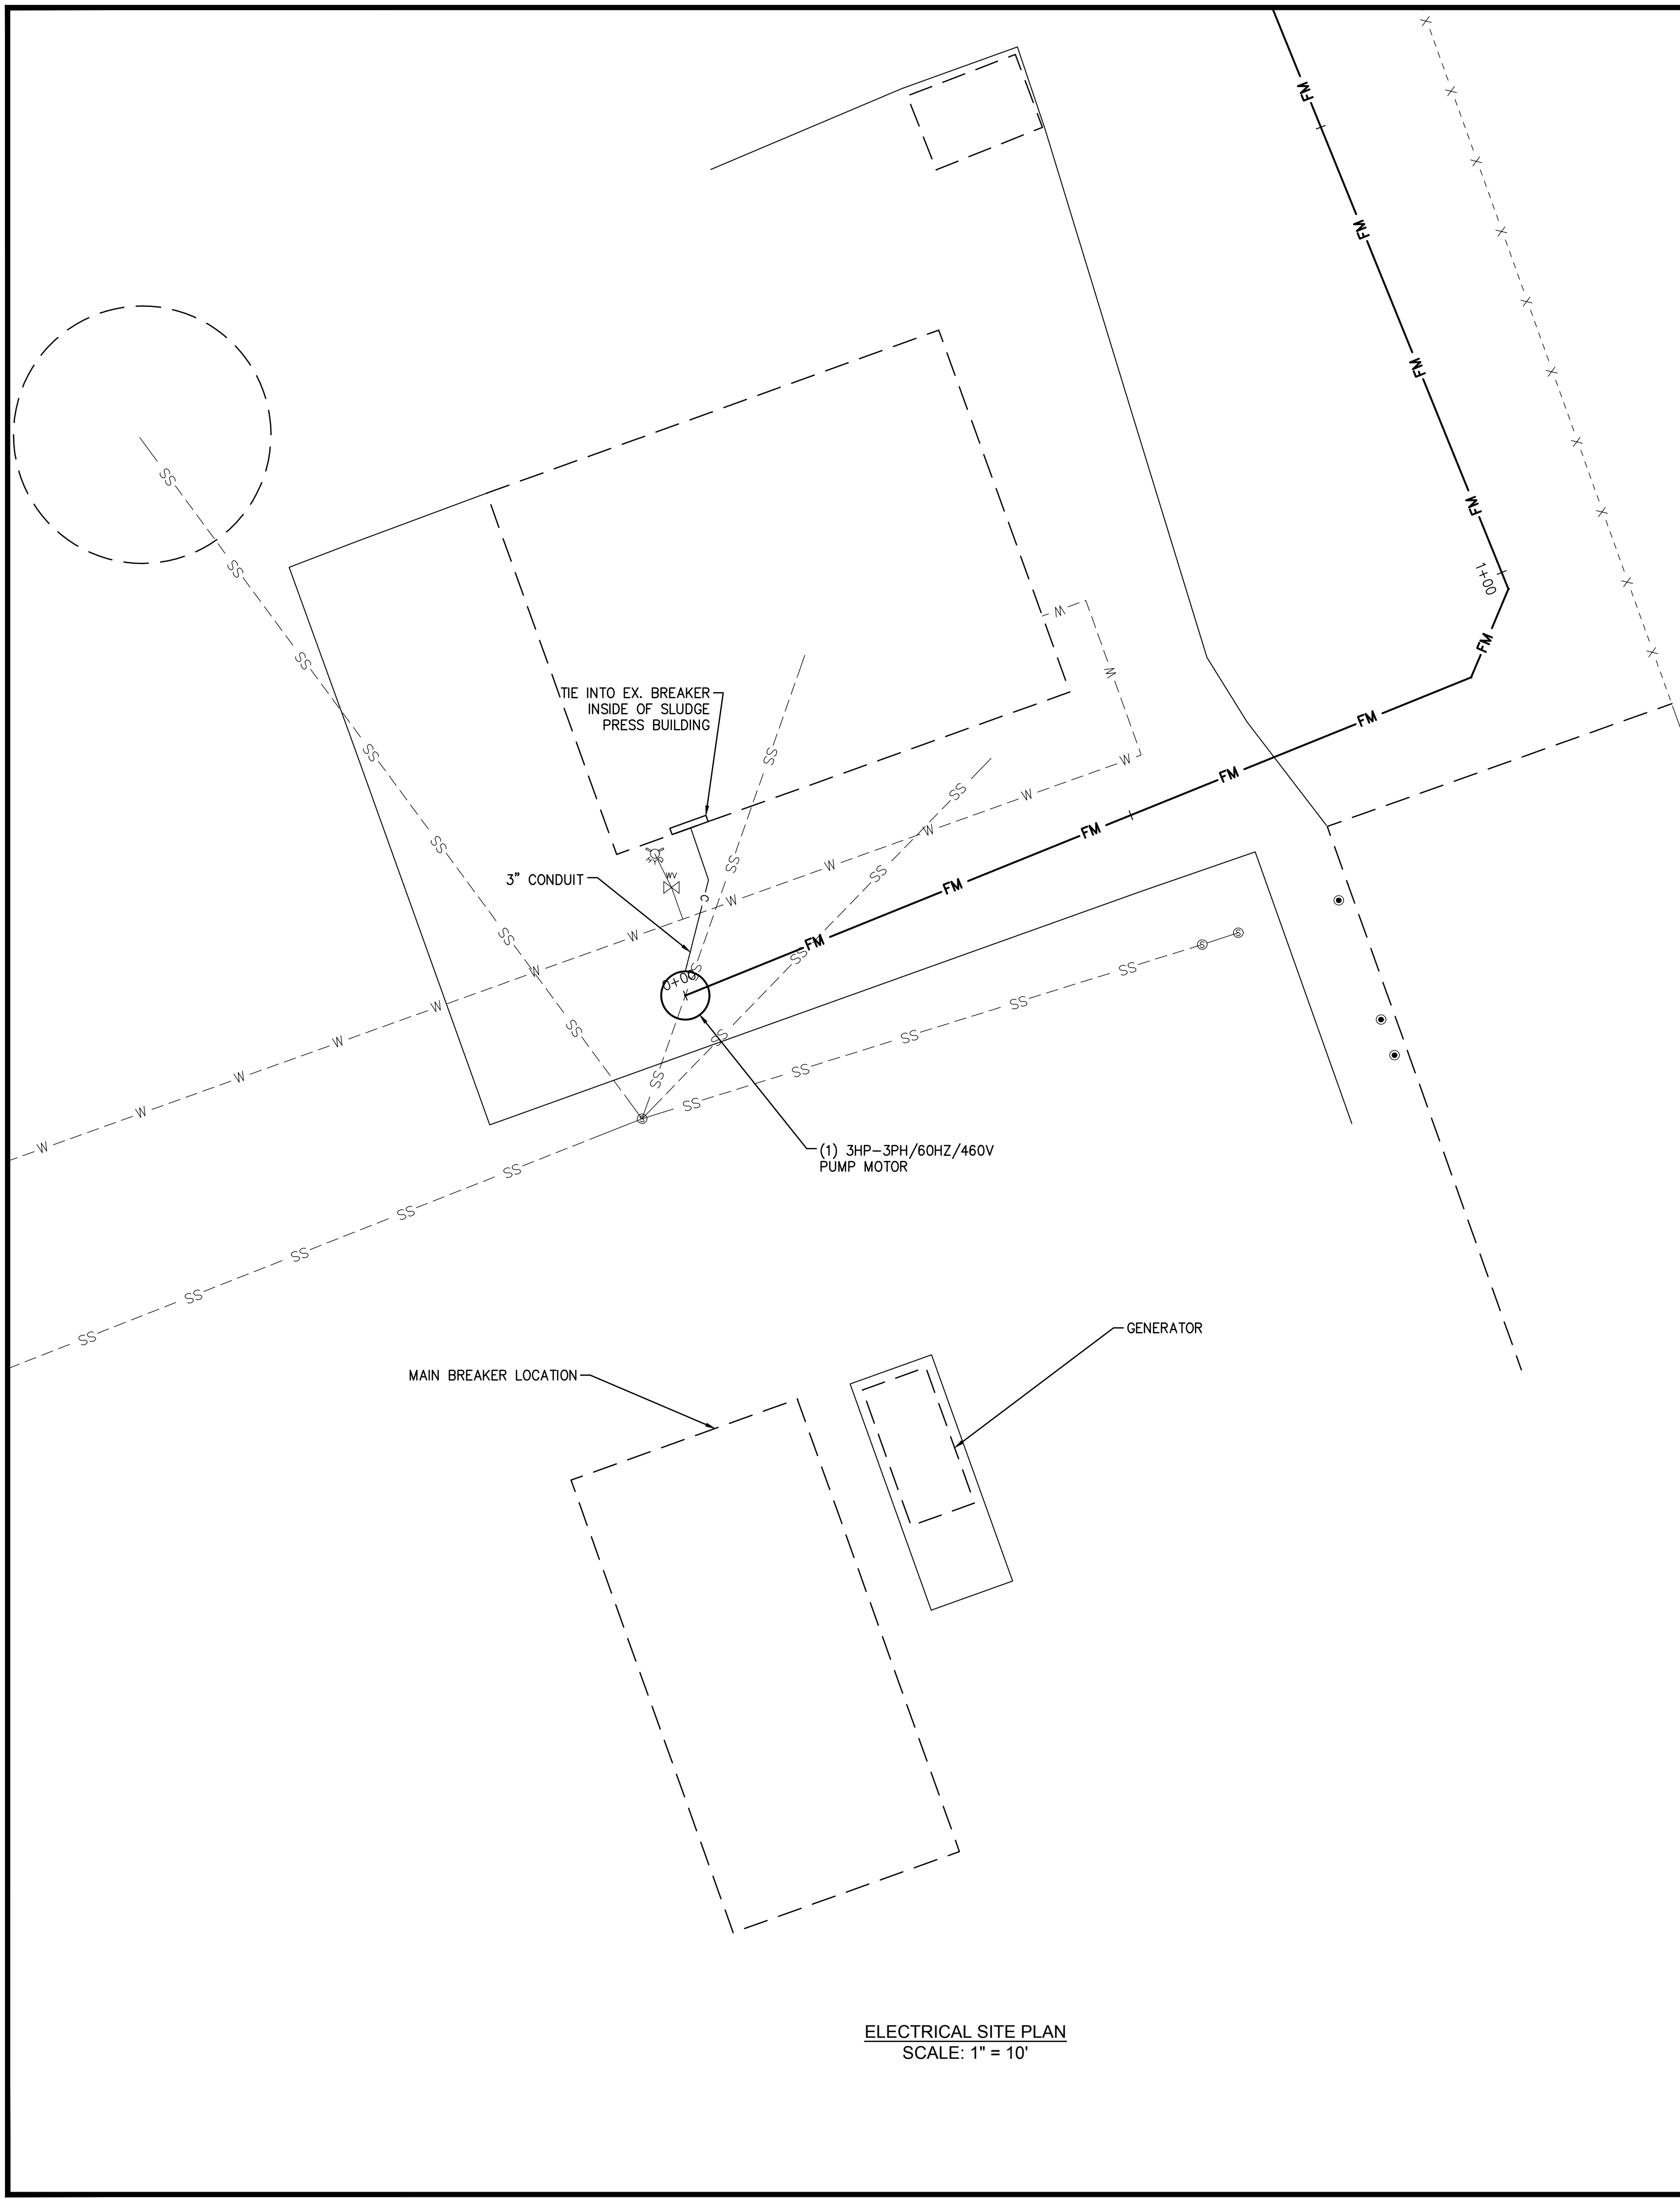 FM
FM
FM
FM
1+00
FM
FM
FM
FM
FM
FM
X
X
X
X
X
X
X
X
X
X
SS
SS
SS
SS
SS
SS
SS
TIE INTO EX. BREAKER
INSIDE OF SLUDGE
PRESS BUILDING
W
W
W
W
W
W
W
W
W
W
W
W
W
W
SS
SS
SS
SS
SS
SS
SS
SS
HYD
WV
3" CONDUIT
C
0+00
SS
SS
SS
SS
SS
S
S
S
(1) 3HP-3PH/60HZ/460V
PUMP MOTOR
SS
SS
SS
SS
SS
GENERATOR
MAIN BREAKER LOCATION
ELECTRICAL SITE PLAN
SCALE: 1" = 10'